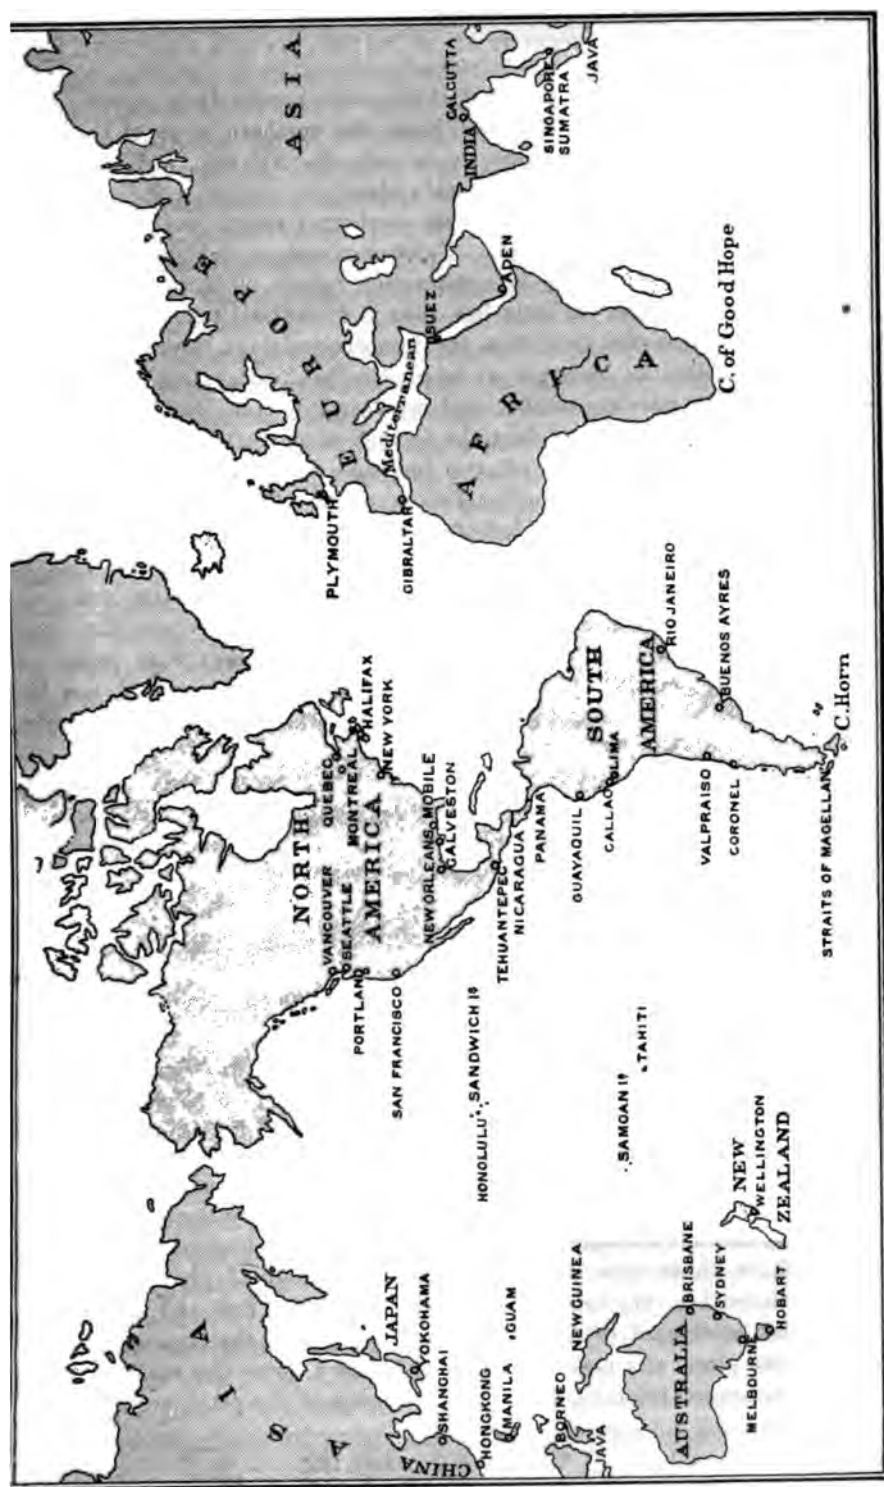 ASIA
CHINA
JAPAN
YOKOHAMA
SHANGHAI
HONGKONG
MANILA
GUAM
BORNEO
JAVA
NEW GUINEA
AUSTRALIA
BRISBANE
SYDNEY
MELBOURNE
HOBART
NEW
WELLINGTON
ZEALAND
HONOLULU
SANDWICH Iˢ
SAMOAN Iˢ
TAHITI
NORTH
AMERICA
VANCOUVER
SEATTLE
PORTLAND
SAN FRANCISCO
QUEBEC
MONTREAL
HALIFAX
NEW YORK
NEW ORLEANS
MOBILE
GALVESTON
TEHUANTEPEC
NICARAGUA
PANAMA
SOUTH
AMERICA
GUAYAQUIL
CALLAO
LIMA
VALPRAISO
CORONEL
STRAITS OF MAGELLAN
C. Horn
BUENOS AYRES
RIO JANEIRO
PLYMOUTH
GIBRALTAR
EUROPE
Mediterranean
SUEZ
ADEN
AFRICA
C. of Good Hope
ASIA
CALCUTTA
INDIA
SINGAPORE
SUMATRA
JAVA